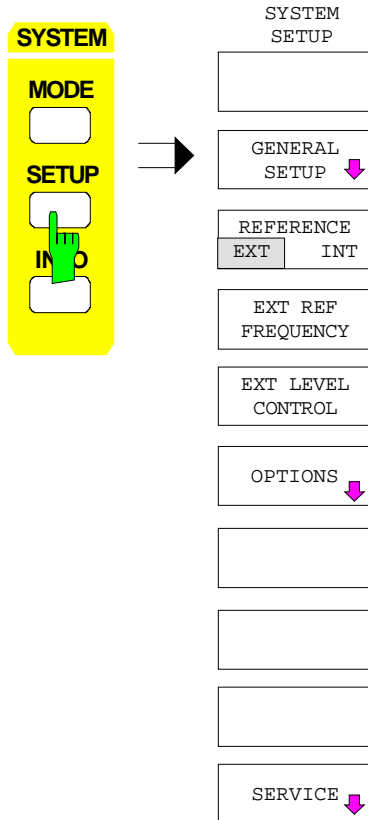 SYSTEM
MODE
SETUP
SYSTEM
SETUP
GENERAL
SETUP
REFERENCE
EXT INT
EXT REF
FREQUENCY
EXT LEVEL
CONTROL
OPTIONS
SERVICE